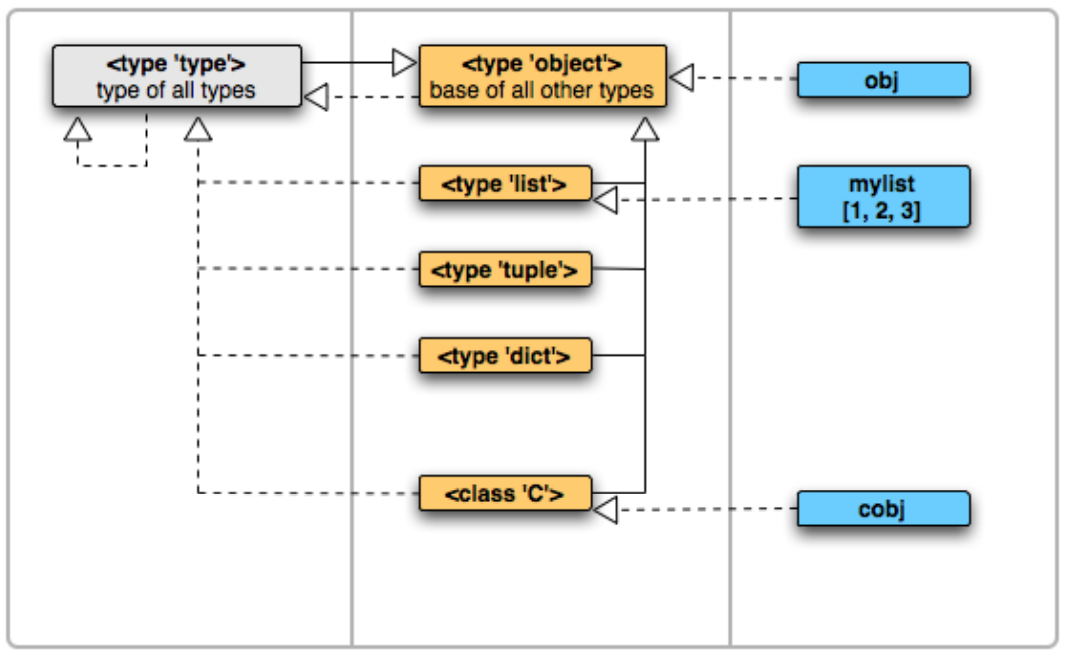 <type 'type'>
type of all types
<type 'object'>
base of all other types
obj
<type 'list'>
mylist
[1, 2, 3]
<type 'tuple'>
<type 'dict'>
<class 'C'>
cobj